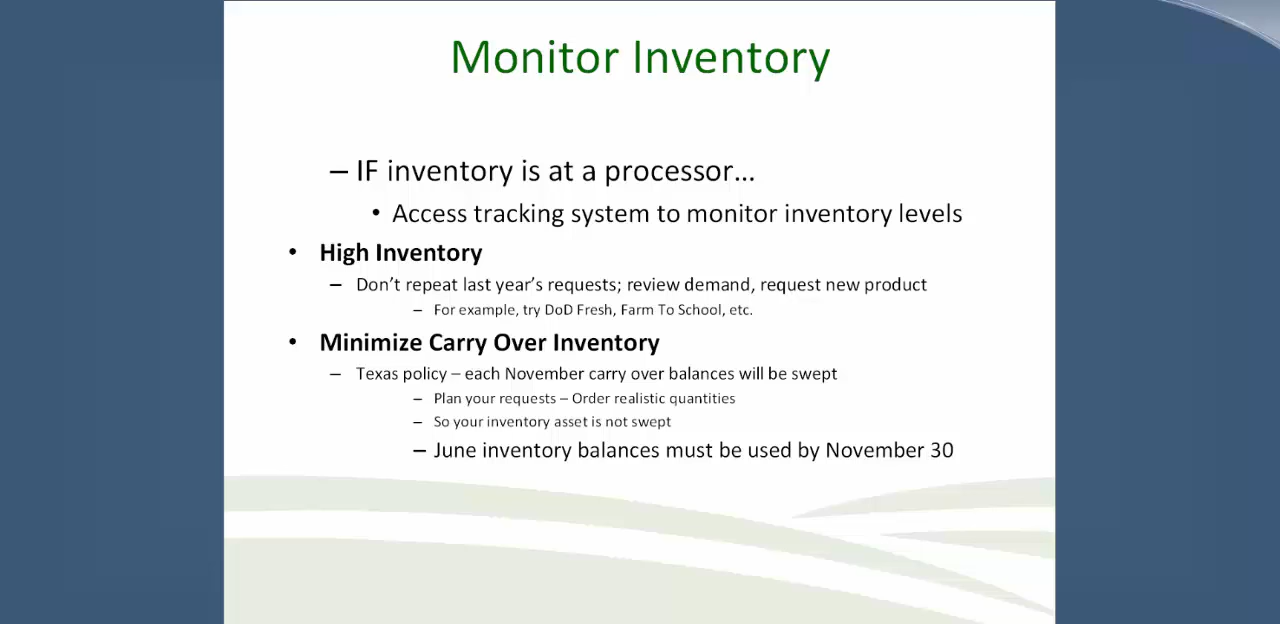 Monitor Inventory
– IF inventory is at a processor...
• Access tracking system to monitor inventory levels
• High Inventory
– Don't repeat last year's requests; review demand, request new product
– For example, try DoD Fresh, Farm To School, etc.
• Minimize Carry Over Inventory
– Texas policy – each November carry over balances will be swept
– Plan your requests – Order realistic quantities
– So your inventory asset is not swept
– June inventory balances must be used by November 30